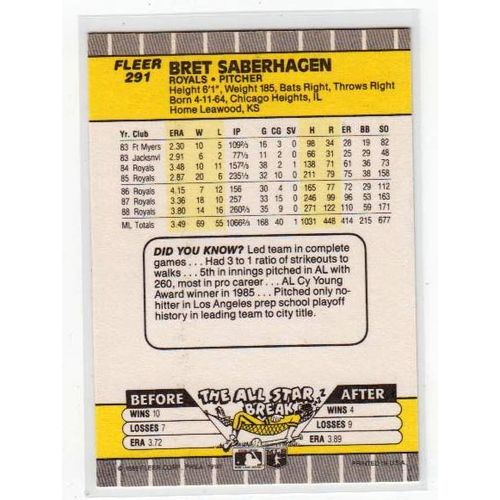 FLEER
291
BRET SABERHAGEN
ROYALS • PITCHER
Height 6'1", Weight 185, Bats Right, Throws Right
Born 4-11-64, Chicago Heights, IL
Home Leawood, KS
Yr. Club ERA W L IP G CG SV H R ER BB SO
83 Ft Myers 2.30 10 5 109⅔ 16 3 0 98 34 28 19 82
83 Jacksnvl 2.91 6 2 77⅓ 11 2 1 66 31 25 29 48
84 Royals 3.48 10 11 157⅔ 38 2 1 138 71 61 36 73
85 Royals 2.87 20 6 235⅓ 32 10 0 211 79 75 38 158
86 Royals 4.15 7 12 156 30 4 0 165 77 72 29 112
87 Royals 3.36 18 10 257 33 15 0 246 99 96 53 163
88 Royals 3.80 14 16 260⅔ 35 9 0 271 122 110 59 171
ML Totals 3.49 69 55 1066⅔ 168 40 1 1031 448 414 215 677
DID YOU KNOW? Led team in complete
games . . . Had 3 to 1 ratio of strikeouts to
walks . . . 5th in innings pitched in AL with
260, most in pro career . . . AL Cy Young
Award winner in 1985 . . . Pitched only no-
hitter in Los Angeles prep school playoff
history in leading team to city title.
BEFORE THE ALL STAR BREAK AFTER
WINS 10
LOSSES 7
ERA 3.72
WINS 4
LOSSES 9
ERA 3.89
© 1989 FLEER CORP., PHILA.
PRINTED IN U.S.A.